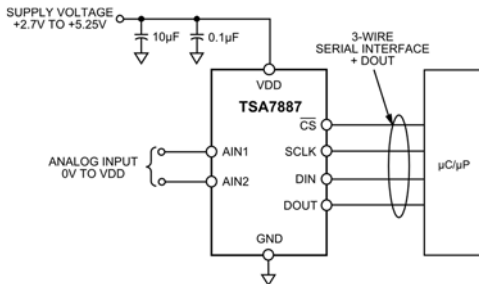 SUPPLY VOLTAGE
+2.7V TO +5.25V
10µF
0.1µF
3-WIRE
SERIAL INTERFACE
+ DOUT
VDD
TSA7887
CS
SCLK
DIN
DOUT
AIN1
AIN2
GND
ANALOG INPUT
0V TO VDD
µC/µP